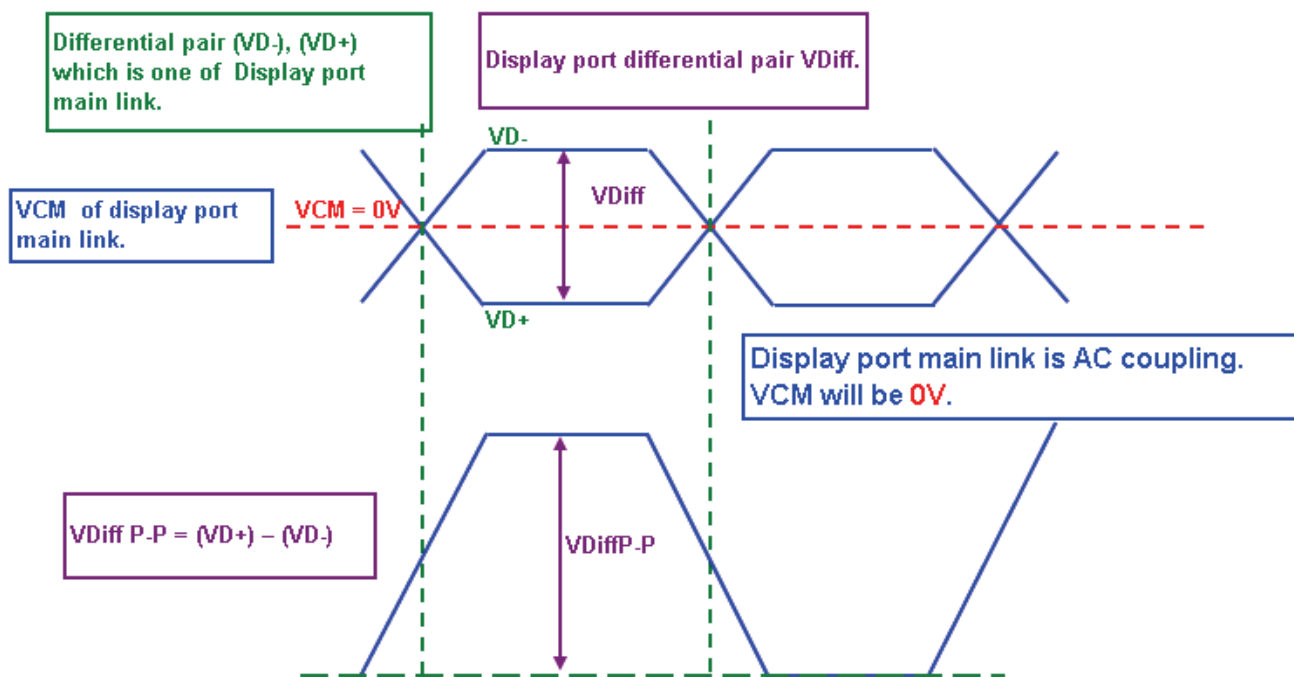 Differential pair (VD-), (VD+)
which is one of Display port
main link.
Display port differential pair VDiff.
VD-
VCM of display port
main link.
VCM = 0V
VDiff
VD+
Display port main link is AC coupling.
VCM will be 0V.
VDiff P-P = (VD+) – (VD-)
VDiffP-P